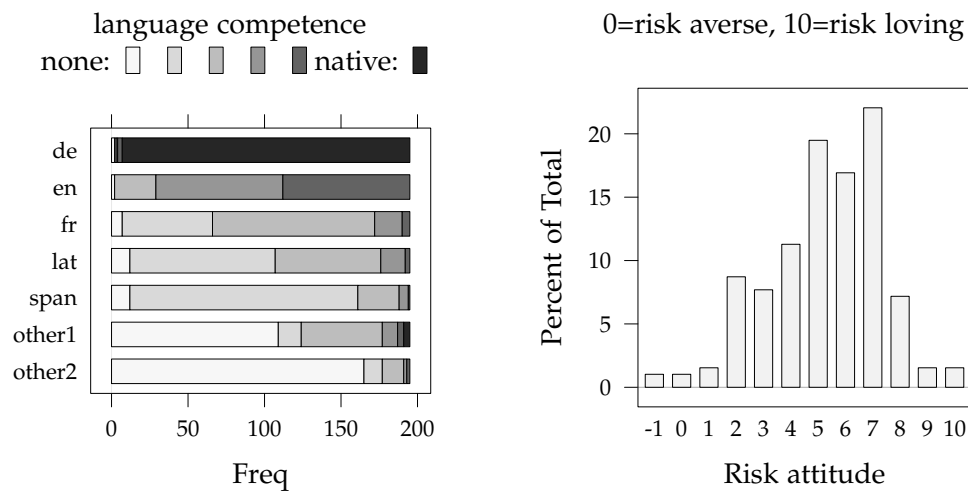 language competence
none: native:
de
en
fr
lat
span
other1
other2
0 50 100 150 200
Freq
0=risk averse, 10=risk loving
Percent of Total
20
15
10
5
0
-1 0 1 2 3 4 5 6 7 8 9 10
Risk attitude